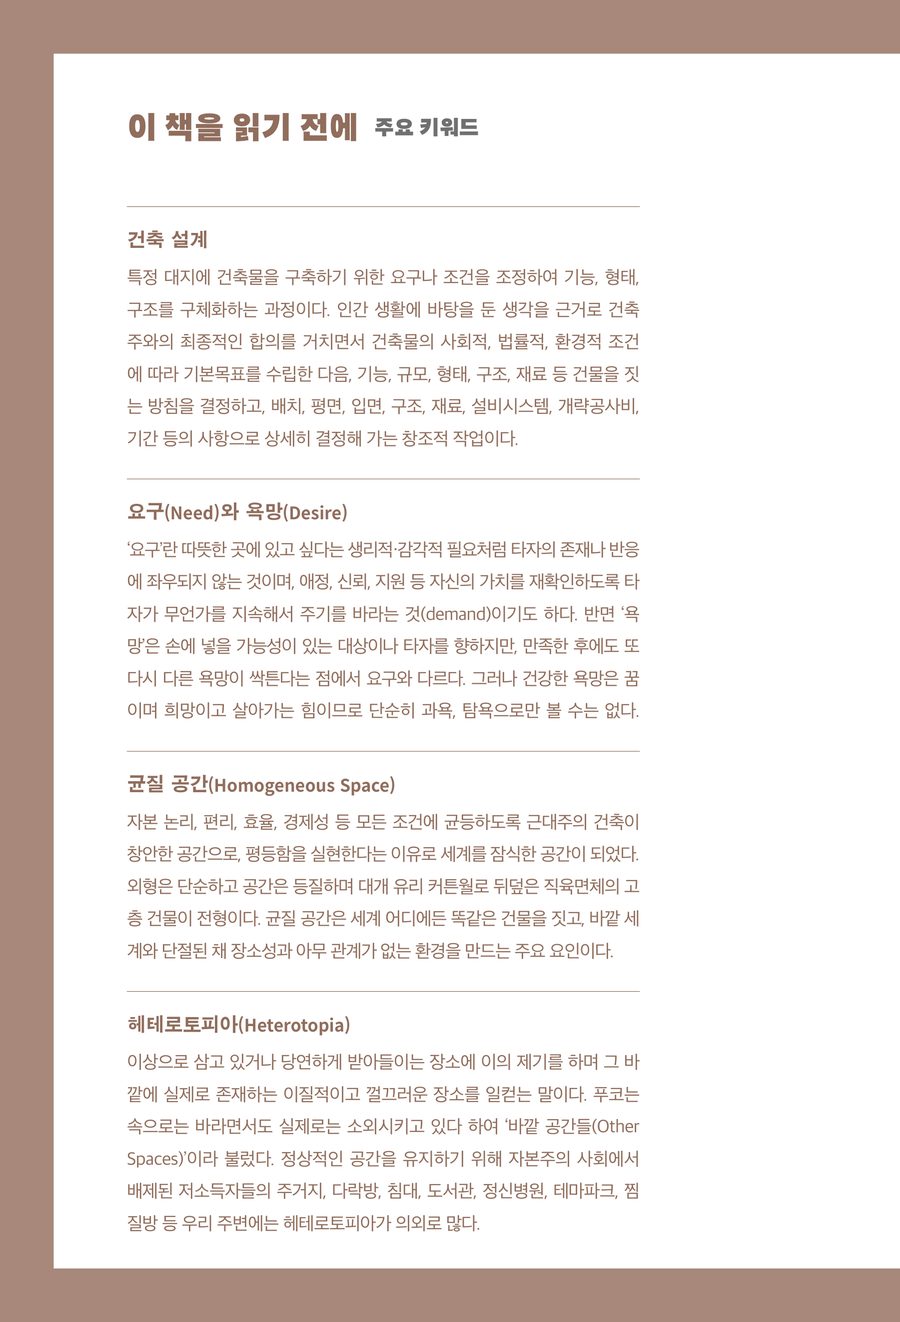 이 책을 읽기 전에 주요 키워드
건축 설계
특정 대지에 건축물을 구축하기 위한 요구나 조건을 조정하여 기능, 형태,
구조를 구체화하는 과정이다. 인간 생활에 바탕을 둔 생각을 근거로 건축
주와의 최종적인 합의를 거치면서 건축물의 사회적, 법률적, 환경적 조건
에 따라 기본목표를 수립한 다음, 기능, 규모, 형태, 구조, 재료 등 건물을 짓
는 방침을 결정하고, 배치, 평면, 입면, 구조, 재료, 설비시스템, 개략공사비,
기간 등의 사항으로 상세히 결정해 가는 창조적 작업이다.
요구(Need)와 욕망(Desire)
‘요구’란 따뜻한 곳에 있고 싶다는 생리적·감각적 필요처럼 타자의 존재나 반응
에 좌우되지 않는 것이며, 애정, 신뢰, 지원 등 자신의 가치를 재확인하도록 타
자가 무언가를 지속해서 주기를 바라는 것(demand)이기도 하다. 반면 ‘욕
망’은 손에 넣을 가능성이 있는 대상이나 타자를 향하지만, 만족한 후에도 또
다시 다른 욕망이 싹튼다는 점에서 요구와 다르다. 그러나 건강한 욕망은 꿈
이며 희망이고 살아가는 힘이므로 단순히 과욕, 탐욕으로만 볼 수는 없다.
균질 공간(Homogeneous Space)
자본 논리, 편리, 효율, 경제성 등 모든 조건에 균등하도록 근대주의 건축이
창안한 공간으로, 평등함을 실현한다는 이유로 세계를 잠식한 공간이 되었다.
외형은 단순하고 공간은 등질하며 대개 유리 커튼월로 뒤덮은 직육면체의 고
층 건물이 전형이다. 균질 공간은 세계 어디에든 똑같은 건물을 짓고, 바깥 세
계와 단절된 채 장소성과 아무 관계가 없는 환경을 만드는 주요 요인이다.
헤테로토피아(Heterotopia)
이상으로 삼고 있거나 당연하게 받아들이는 장소에 이의 제기를 하며 그 바
깥에 실제로 존재하는 이질적이고 껄끄러운 장소를 일컫는 말이다. 푸코는
속으로는 바라면서도 실제로는 소외시키고 있다 하여 ‘바깥 공간들(Other
Spaces)’이라 불렀다. 정상적인 공간을 유지하기 위해 자본주의 사회에서
배제된 저소득자들의 주거지, 다락방, 침대, 도서관, 정신병원, 테마파크, 찜
질방 등 우리 주변에는 헤테로토피아가 의외로 많다.